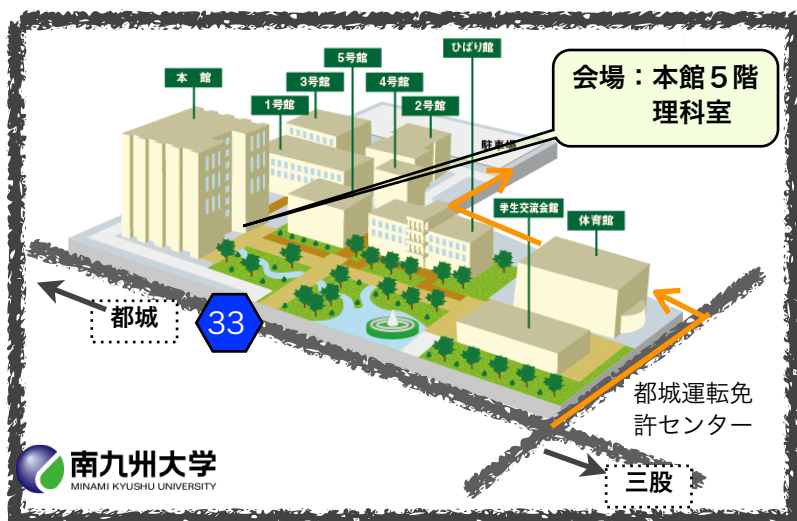 ひばり館
5号館
本 館
3号館
4号館
1号館
2号館
会場：本館５階
理科室
駐車場
学生交流会館
体育館
都城
33
都城運転免
許センター
南九州大学
MINAMI KYUSHU UNIVERSITY
三股